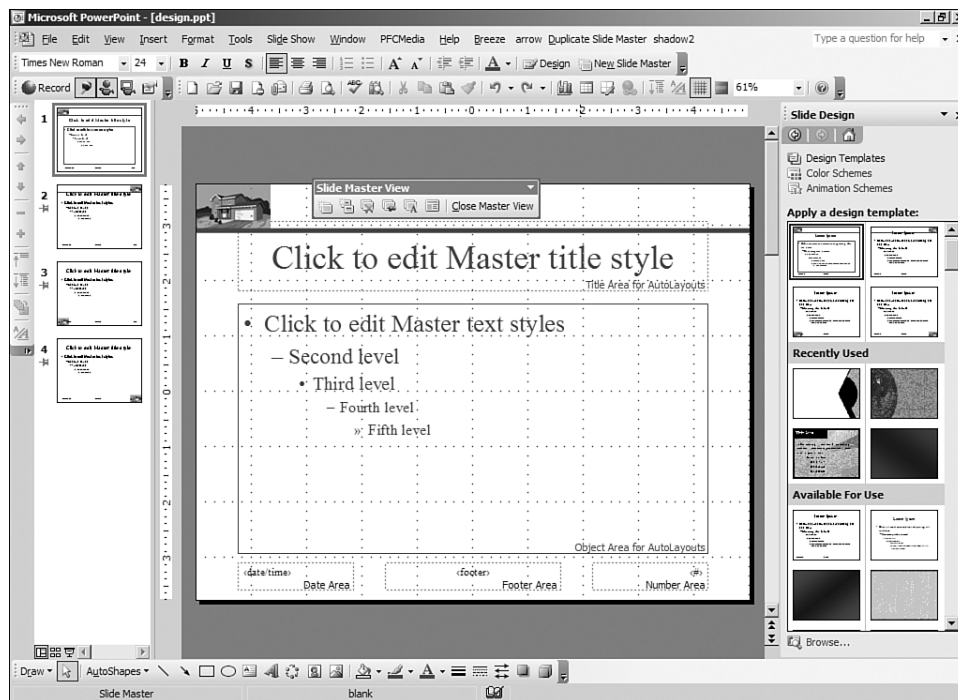 Microsoft PowerPoint - [design.ppt]
File Edit View Insert Format Tools Slide Show Window PFCMedia Help Breeze arrow Duplicate Slide Master shadow2 Type a question for help
Times New Roman 24 B I U S Design New Slide Master
Record 61%
Slide Design
Design Templates
Color Schemes
Animation Schemes
Apply a design template:
Recently Used
Available For Use
Browse...
1
2
3
4
Slide Master View
Close Master View
Click to edit Master title style
Title Area for AutoLayouts
• Click to edit Master text styles
– Second level
• Third level
– Fourth level
» Fifth level
Object Area for AutoLayouts
<date/time>
Date Area
<footer>
Footer Area
<#>
Number Area
Draw AutoShapes
Slide Master blank